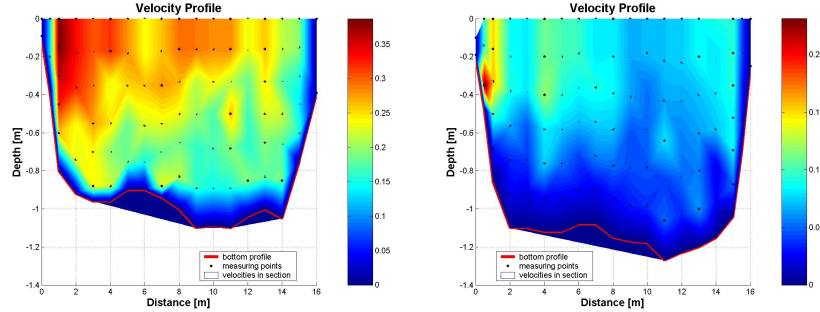 Velocity Profile
0
-0.2
-0.4
-0.6
-0.8
-1
-1.2
-1.4
Depth [m]
0 2 4 6 8 10 12 14 16
Distance [m]
bottom profile
measuring points
velocities in section
0.35
0.3
0.25
0.2
0.15
0.1
0.05
0
Velocity Profile
0
-0.2
-0.4
-0.6
-0.8
-1
-1.2
-1.4
Depth [m]
0 2 4 6 8 10 12 14 16
Distance [m]
bottom profile
measuring points
velocities in section
0.2
0.1
0.1
0.0
0